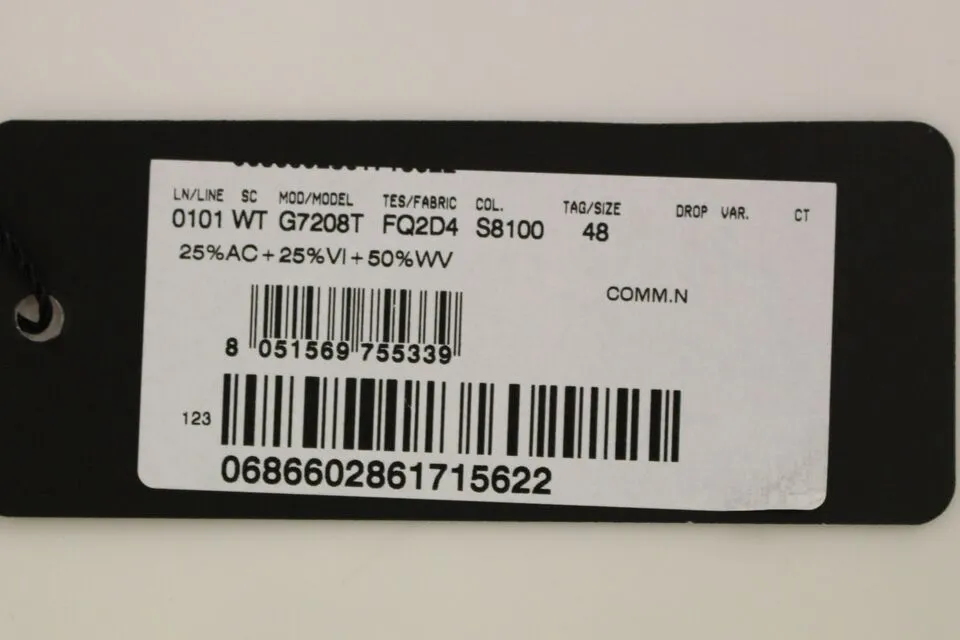 LN/LINE SC MOD/MODEL TES/FABRIC COL. TAG/SIZE DROP VAR. CT
0101 WT G7208T FQ2D4 S8100 48
25%AC+25%VI+50%WV
COMM.N
8 051569 755339
123
0686602861715622